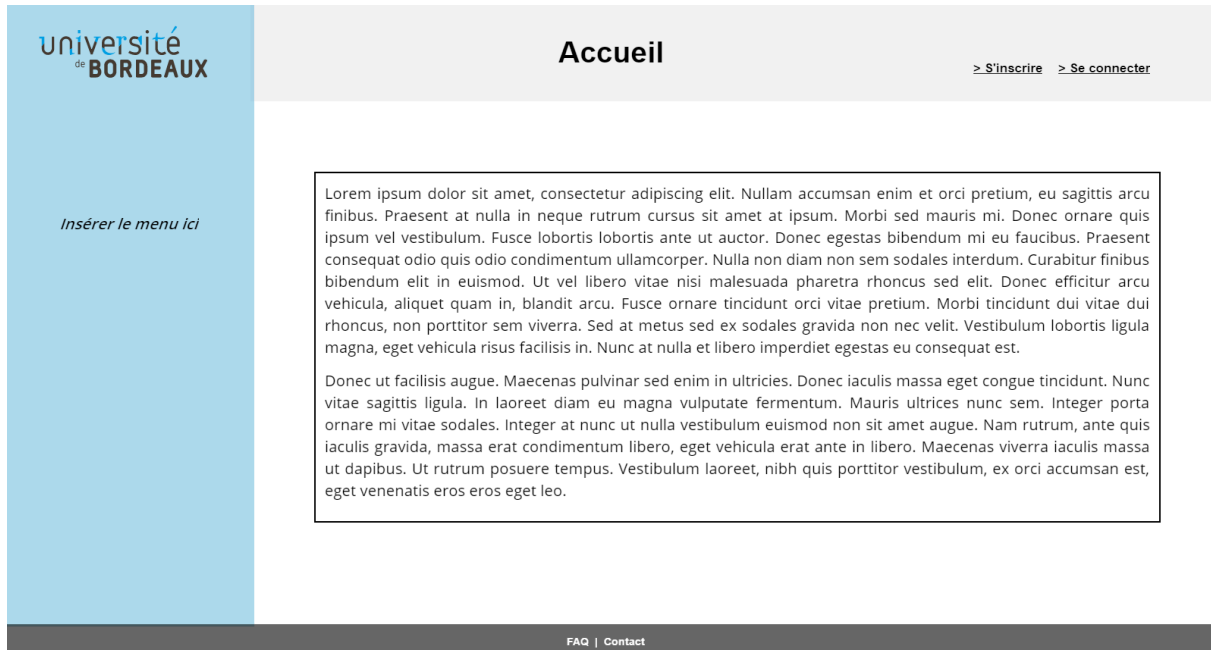 université
de BORDEAUX
Accueil
> S'inscrire > Se connecter
Insérer le menu ici
Lorem ipsum dolor sit amet, consectetur adipiscing elit. Nullam accumsan enim et orci pretium, eu sagittis arcu
finibus. Praesent at nulla in neque rutrum cursus sit amet at ipsum. Morbi sed mauris mi. Donec ornare quis
ipsum vel vestibulum. Fusce lobortis lobortis ante ut auctor. Donec egestas bibendum mi eu faucibus. Praesent
consequat odio quis odio condimentum ullamcorper. Nulla non diam non sem sodales interdum. Curabitur finibus
bibendum elit in euismod. Ut vel libero vitae nisi malesuada pharetra rhoncus sed elit. Donec efficitur arcu
vehicula, aliquet quam in, blandit arcu. Fusce ornare tincidunt orci vitae pretium. Morbi tincidunt dui vitae dui
rhoncus, non porttitor sem viverra. Sed at metus sed ex sodales gravida non nec velit. Vestibulum lobortis ligula
magna, eget vehicula risus facilisis in. Nunc at nulla et libero imperdiet egestas eu consequat est.
Donec ut facilisis augue. Maecenas pulvinar sed enim in ultricies. Donec iaculis massa eget congue tincidunt. Nunc
vitae sagittis ligula. In laoreet diam eu magna vulputate fermentum. Mauris ultrices nunc sem. Integer porta
ornare mi vitae sodales. Integer at nunc ut nulla vestibulum euismod non sit amet augue. Nam rutrum, ante quis
iaculis gravida, massa erat condimentum libero, eget vehicula erat ante in libero. Maecenas viverra iaculis massa
ut dapibus. Ut rutrum posuere tempus. Vestibulum laoreet, nibh quis porttitor vestibulum, ex orci accumsan est,
eget venenatis eros eros eget leo.
FAQ | Contact